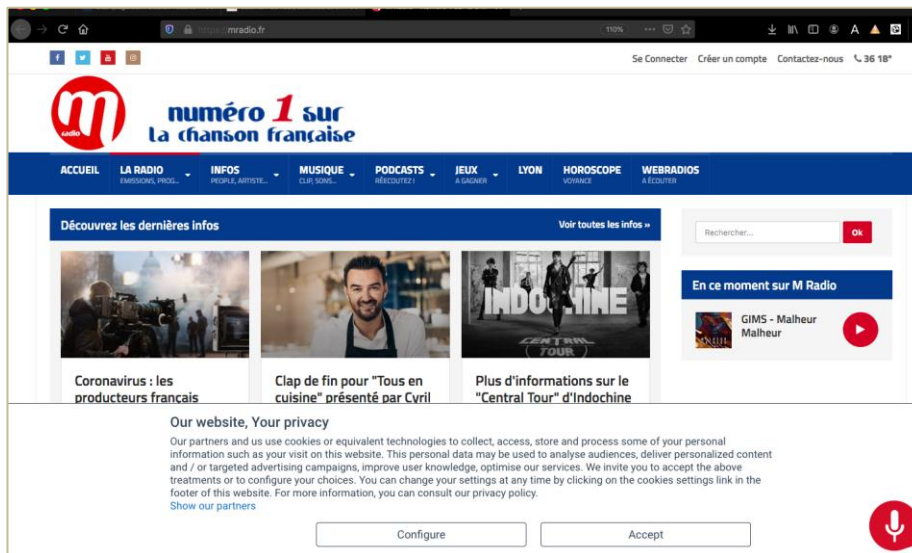 https://mradio.fr
110%
Se Connecter Créer un compte Contactez-nous 36 18*
m
radio
numéro 1 sur
la chanson française
ACCUEIL LA RADIO INFOS MUSIQUE PODCASTS JEUX LYON HOROSCOPE WEBRADIOS
EMISSIONS, PROG... PEOPLE, ARTISTE... CLIP, SONS... RÉECOUTEZ ! A GAGNER VOYANCE A ÉCOUTER
Découvrez les dernières infos Voir toutes les infos »
Rechercher... Ok
En ce moment sur M Radio
GIMS - Malheur
Malheur
INDOCHINE
CENTRAL
TOUR
Coronavirus : les
producteurs français
Clap de fin pour "Tous en
cuisine" présenté par Cyril
Plus d'informations sur le
"Central Tour" d'Indochine
Our website, Your privacy
Our partners and us use cookies or equivalent technologies to collect, access, store and process some of your personal
information such as your visit on this website. This personal data may be used to analyse audiences, deliver personalized content
and / or targeted advertising campaigns, improve user knowledge, optimise our services. We invite you to accept the above
treatments or to configure your choices. You can change your settings at any time by clicking on the cookies settings link in the
footer of this website. For more information, you can consult our privacy policy.
Show our partners
Configure Accept